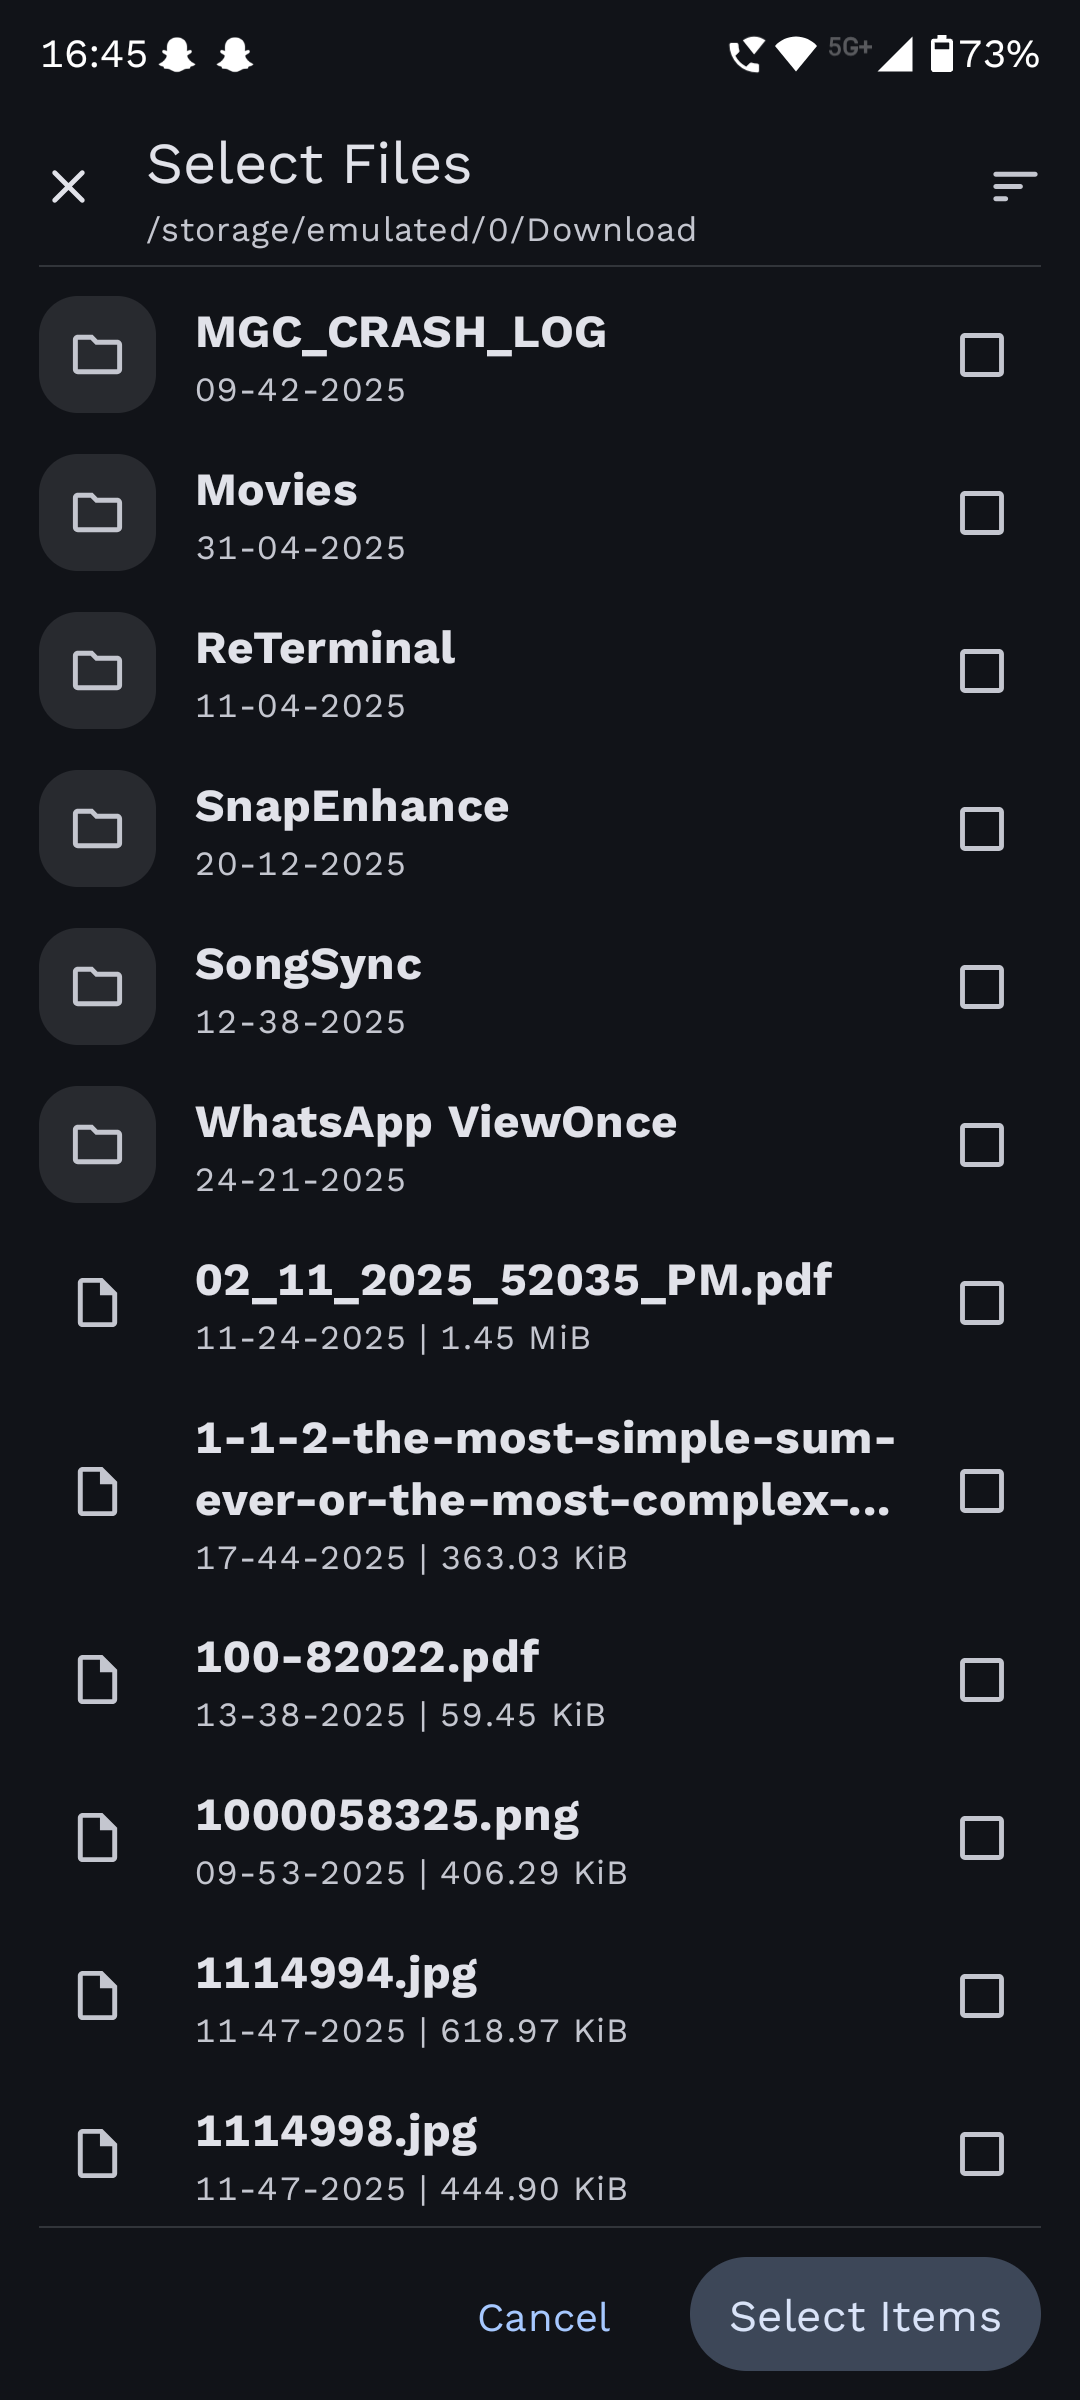 16:45
5G+
73%
Select Files
/storage/emulated/0/Download
MGC_CRASH_LOG
09-42-2025
Movies
31-04-2025
ReTerminal
11-04-2025
SnapEnhance
20-12-2025
SongSync
12-38-2025
WhatsApp ViewOnce
24-21-2025
02_11_2025_52035_PM.pdf
11-24-2025 | 1.45 MiB
1-1-2-the-most-simple-sum-
ever-or-the-most-complex-...
17-44-2025 | 363.03 KiB
100-82022.pdf
13-38-2025 | 59.45 KiB
1000058325.png
09-53-2025 | 406.29 KiB
1114994.jpg
11-47-2025 | 618.97 KiB
1114998.jpg
11-47-2025 | 444.90 KiB
Cancel
Select Items